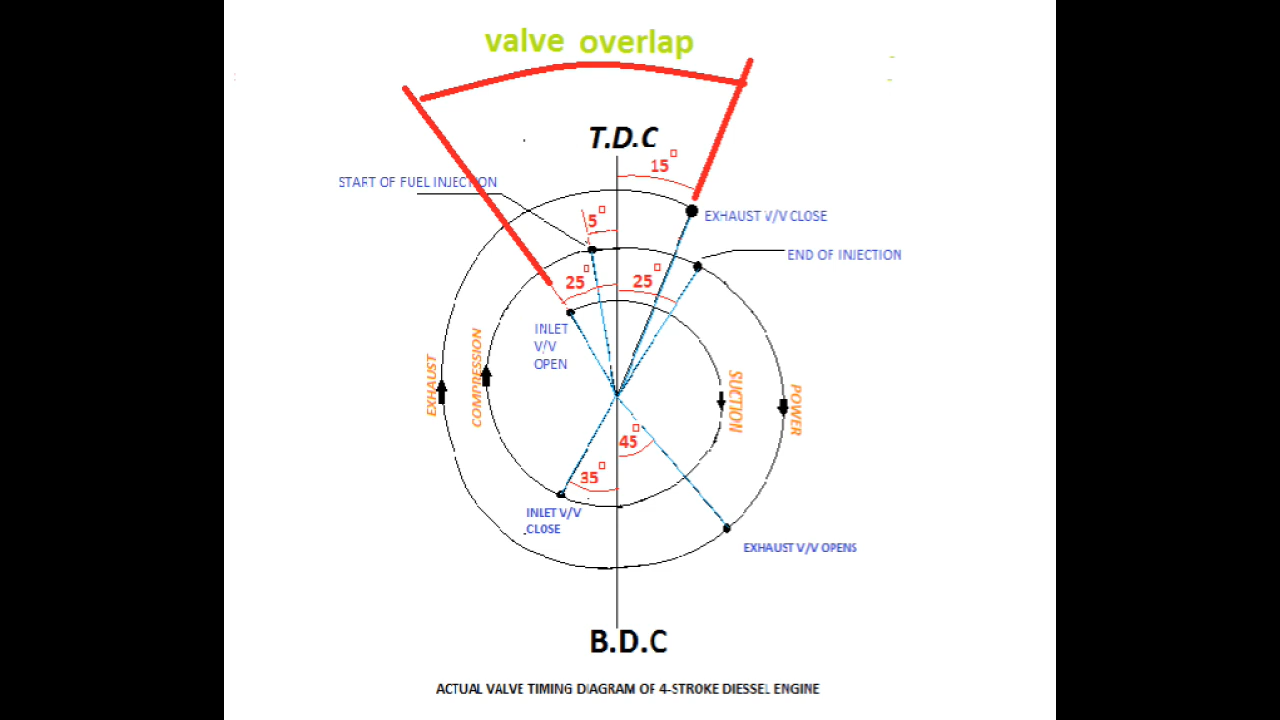 valve overlap
T.D.C
15°
START OF FUEL INJECTION
5°
EXHAUST V/V CLOSE
END OF INJECTION
25°
25°
INLET
V/V
OPEN
EXHAUST
COMPRESSION
SUCTION
POWER
45°
35°
INLET V/V
CLOSE
EXHAUST V/V OPENS
B.D.C
ACTUAL VALVE TIMING DIAGRAM OF 4-STROKE DIESSEL ENGINE